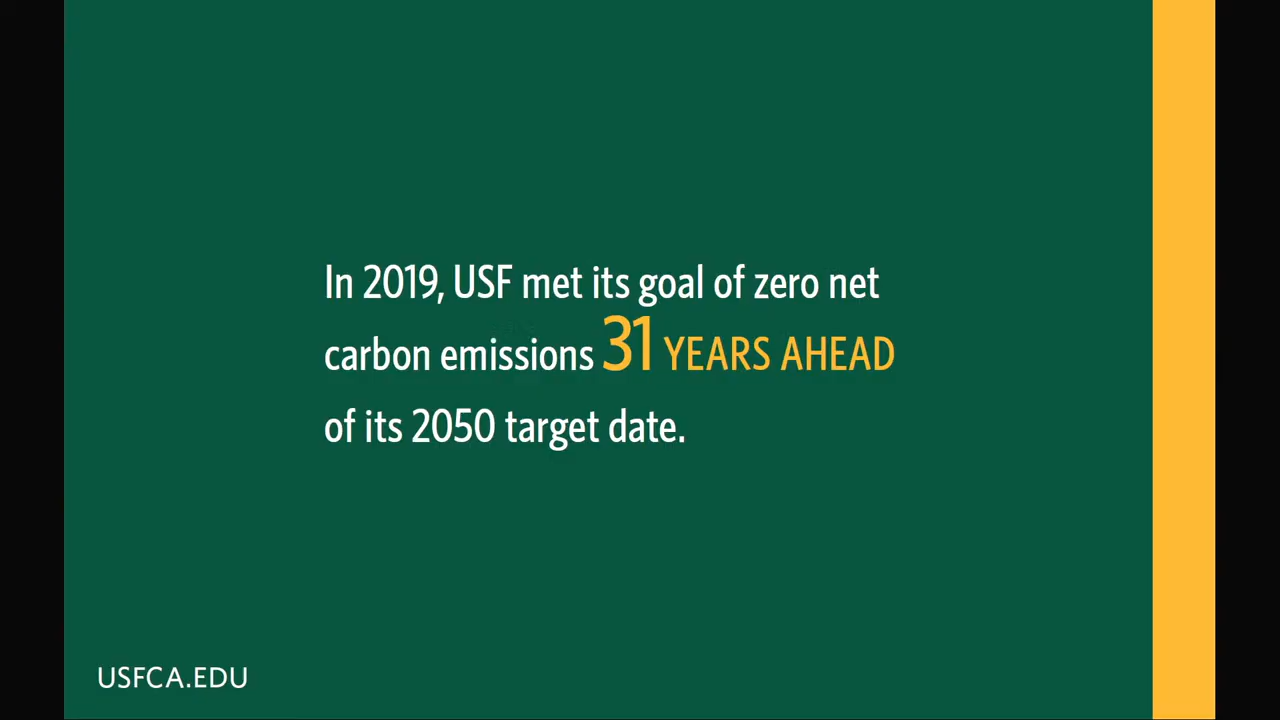 In 2019, USF met its goal of zero net
carbon emissions 31 YEARS AHEAD
of its 2050 target date.
USFCA.EDU